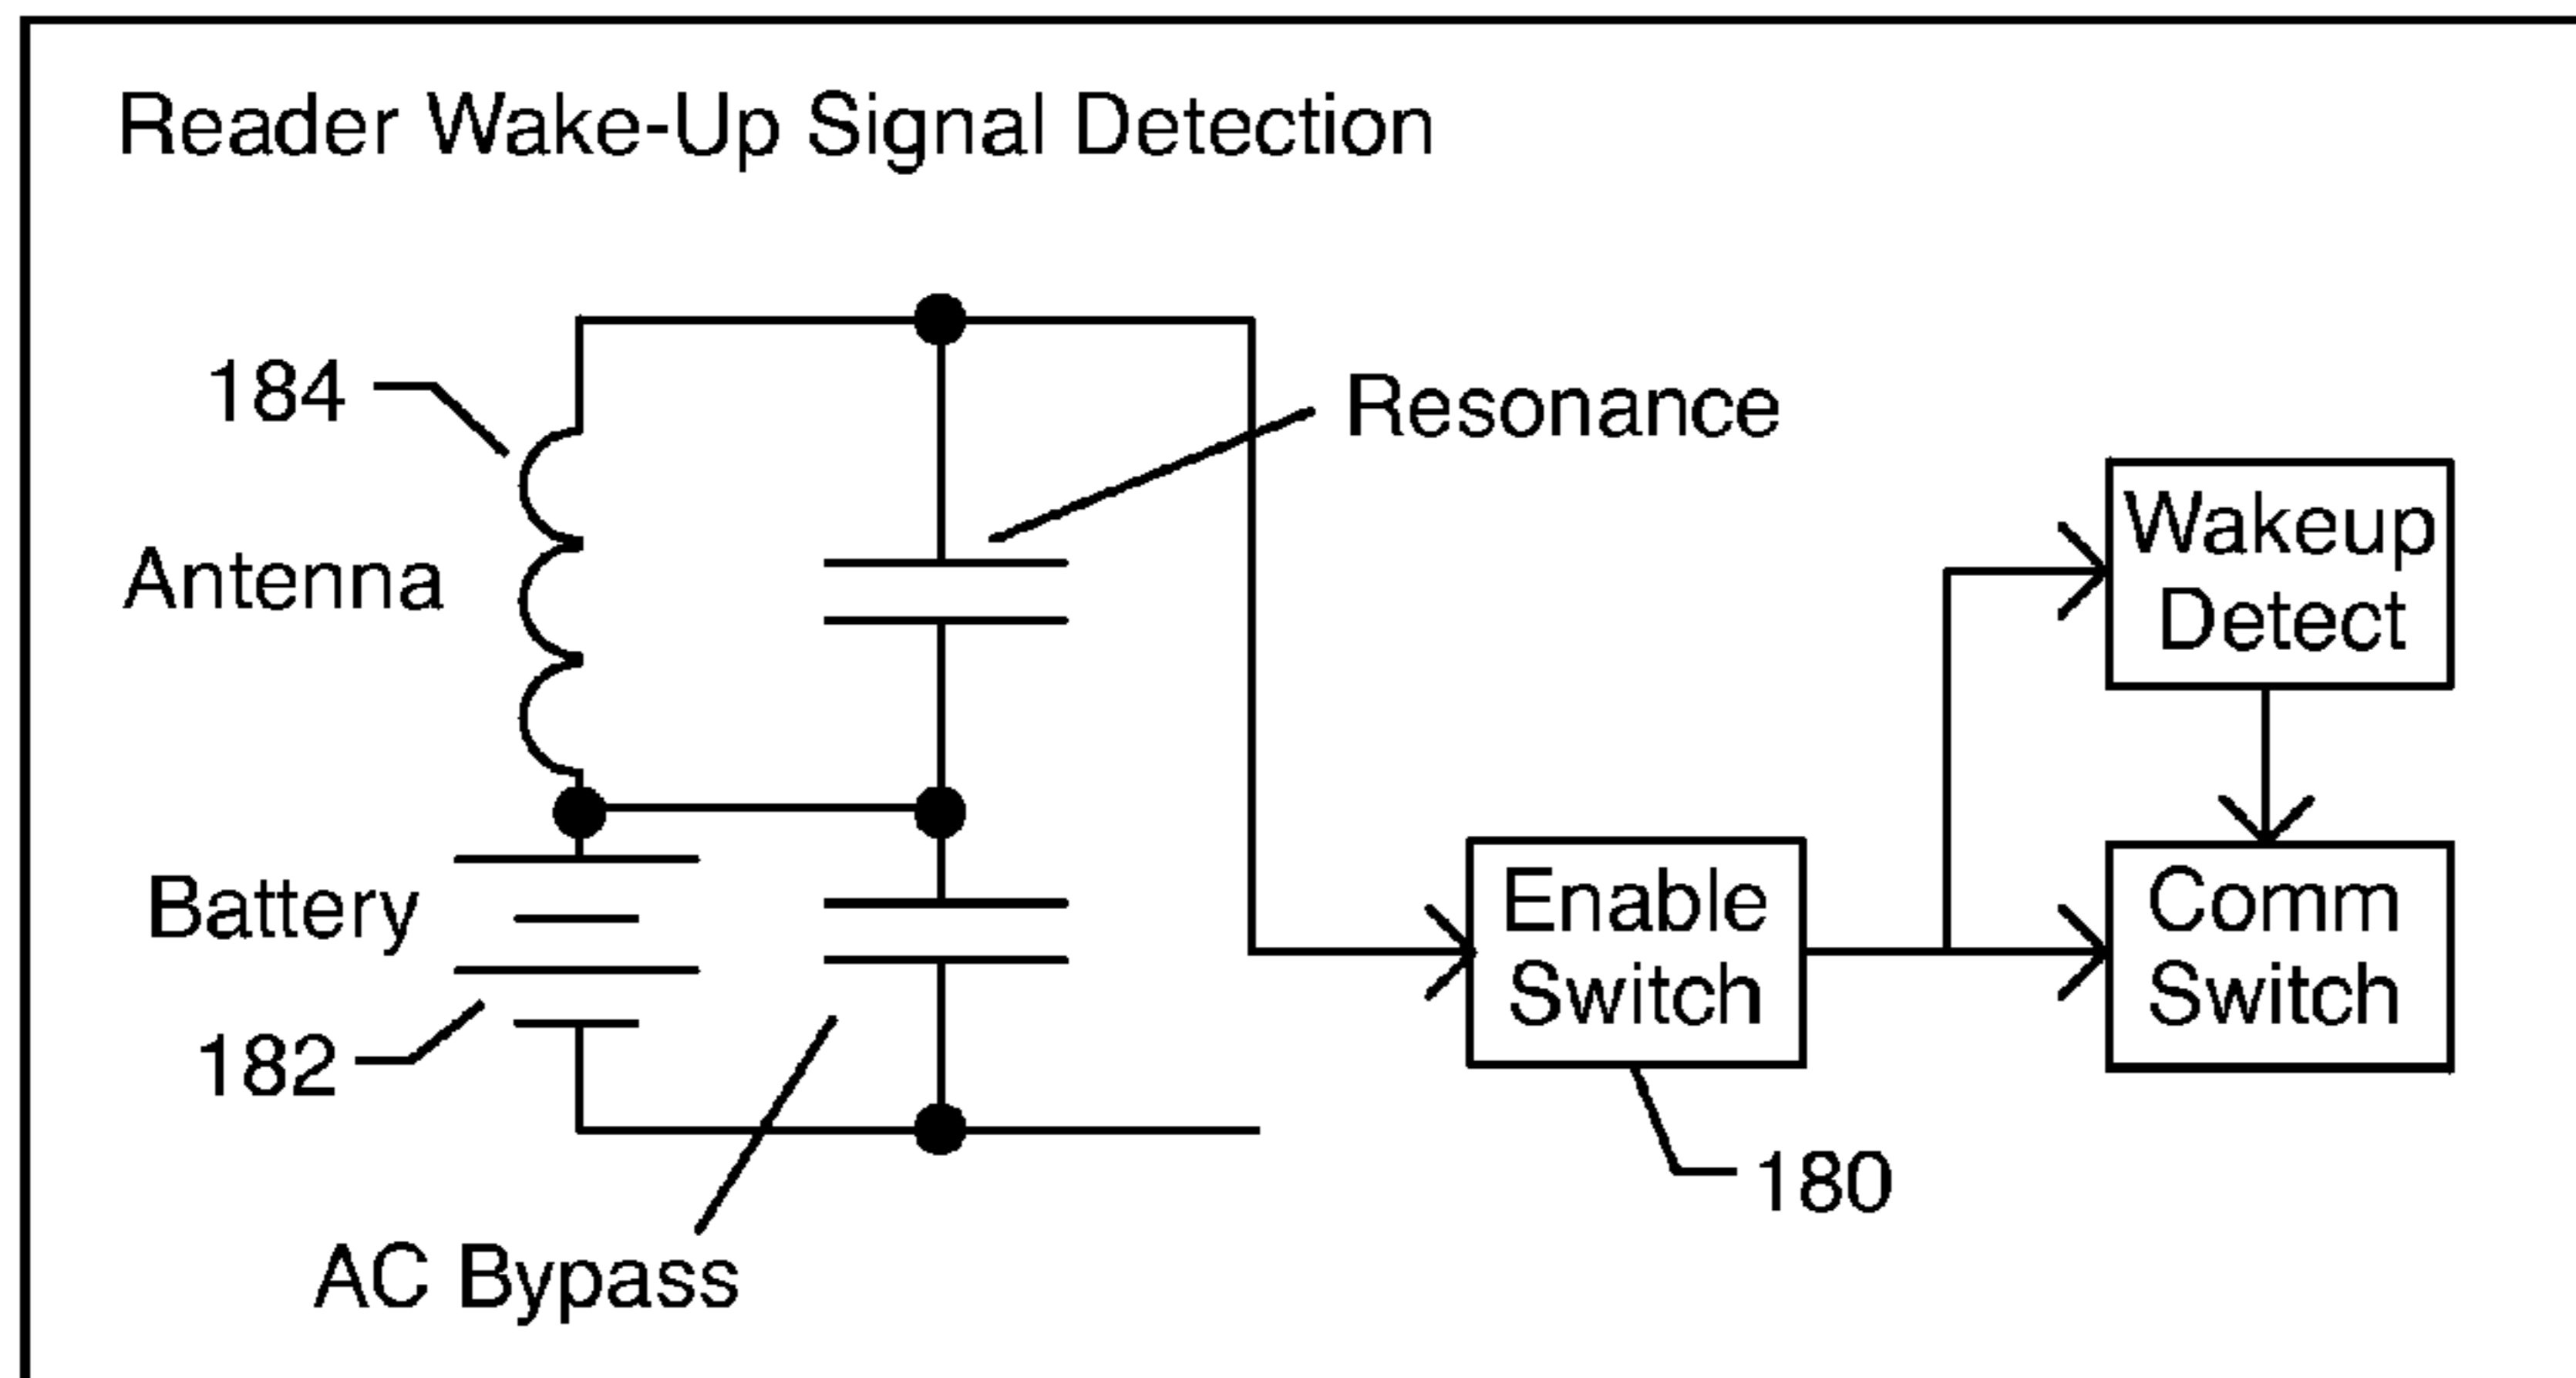 Reader Wake-Up Signal Detection
184
Resonance
Antenna
Wakeup
Detect
Battery
182
Enable
Switch
Comm
Switch
180
AC Bypass